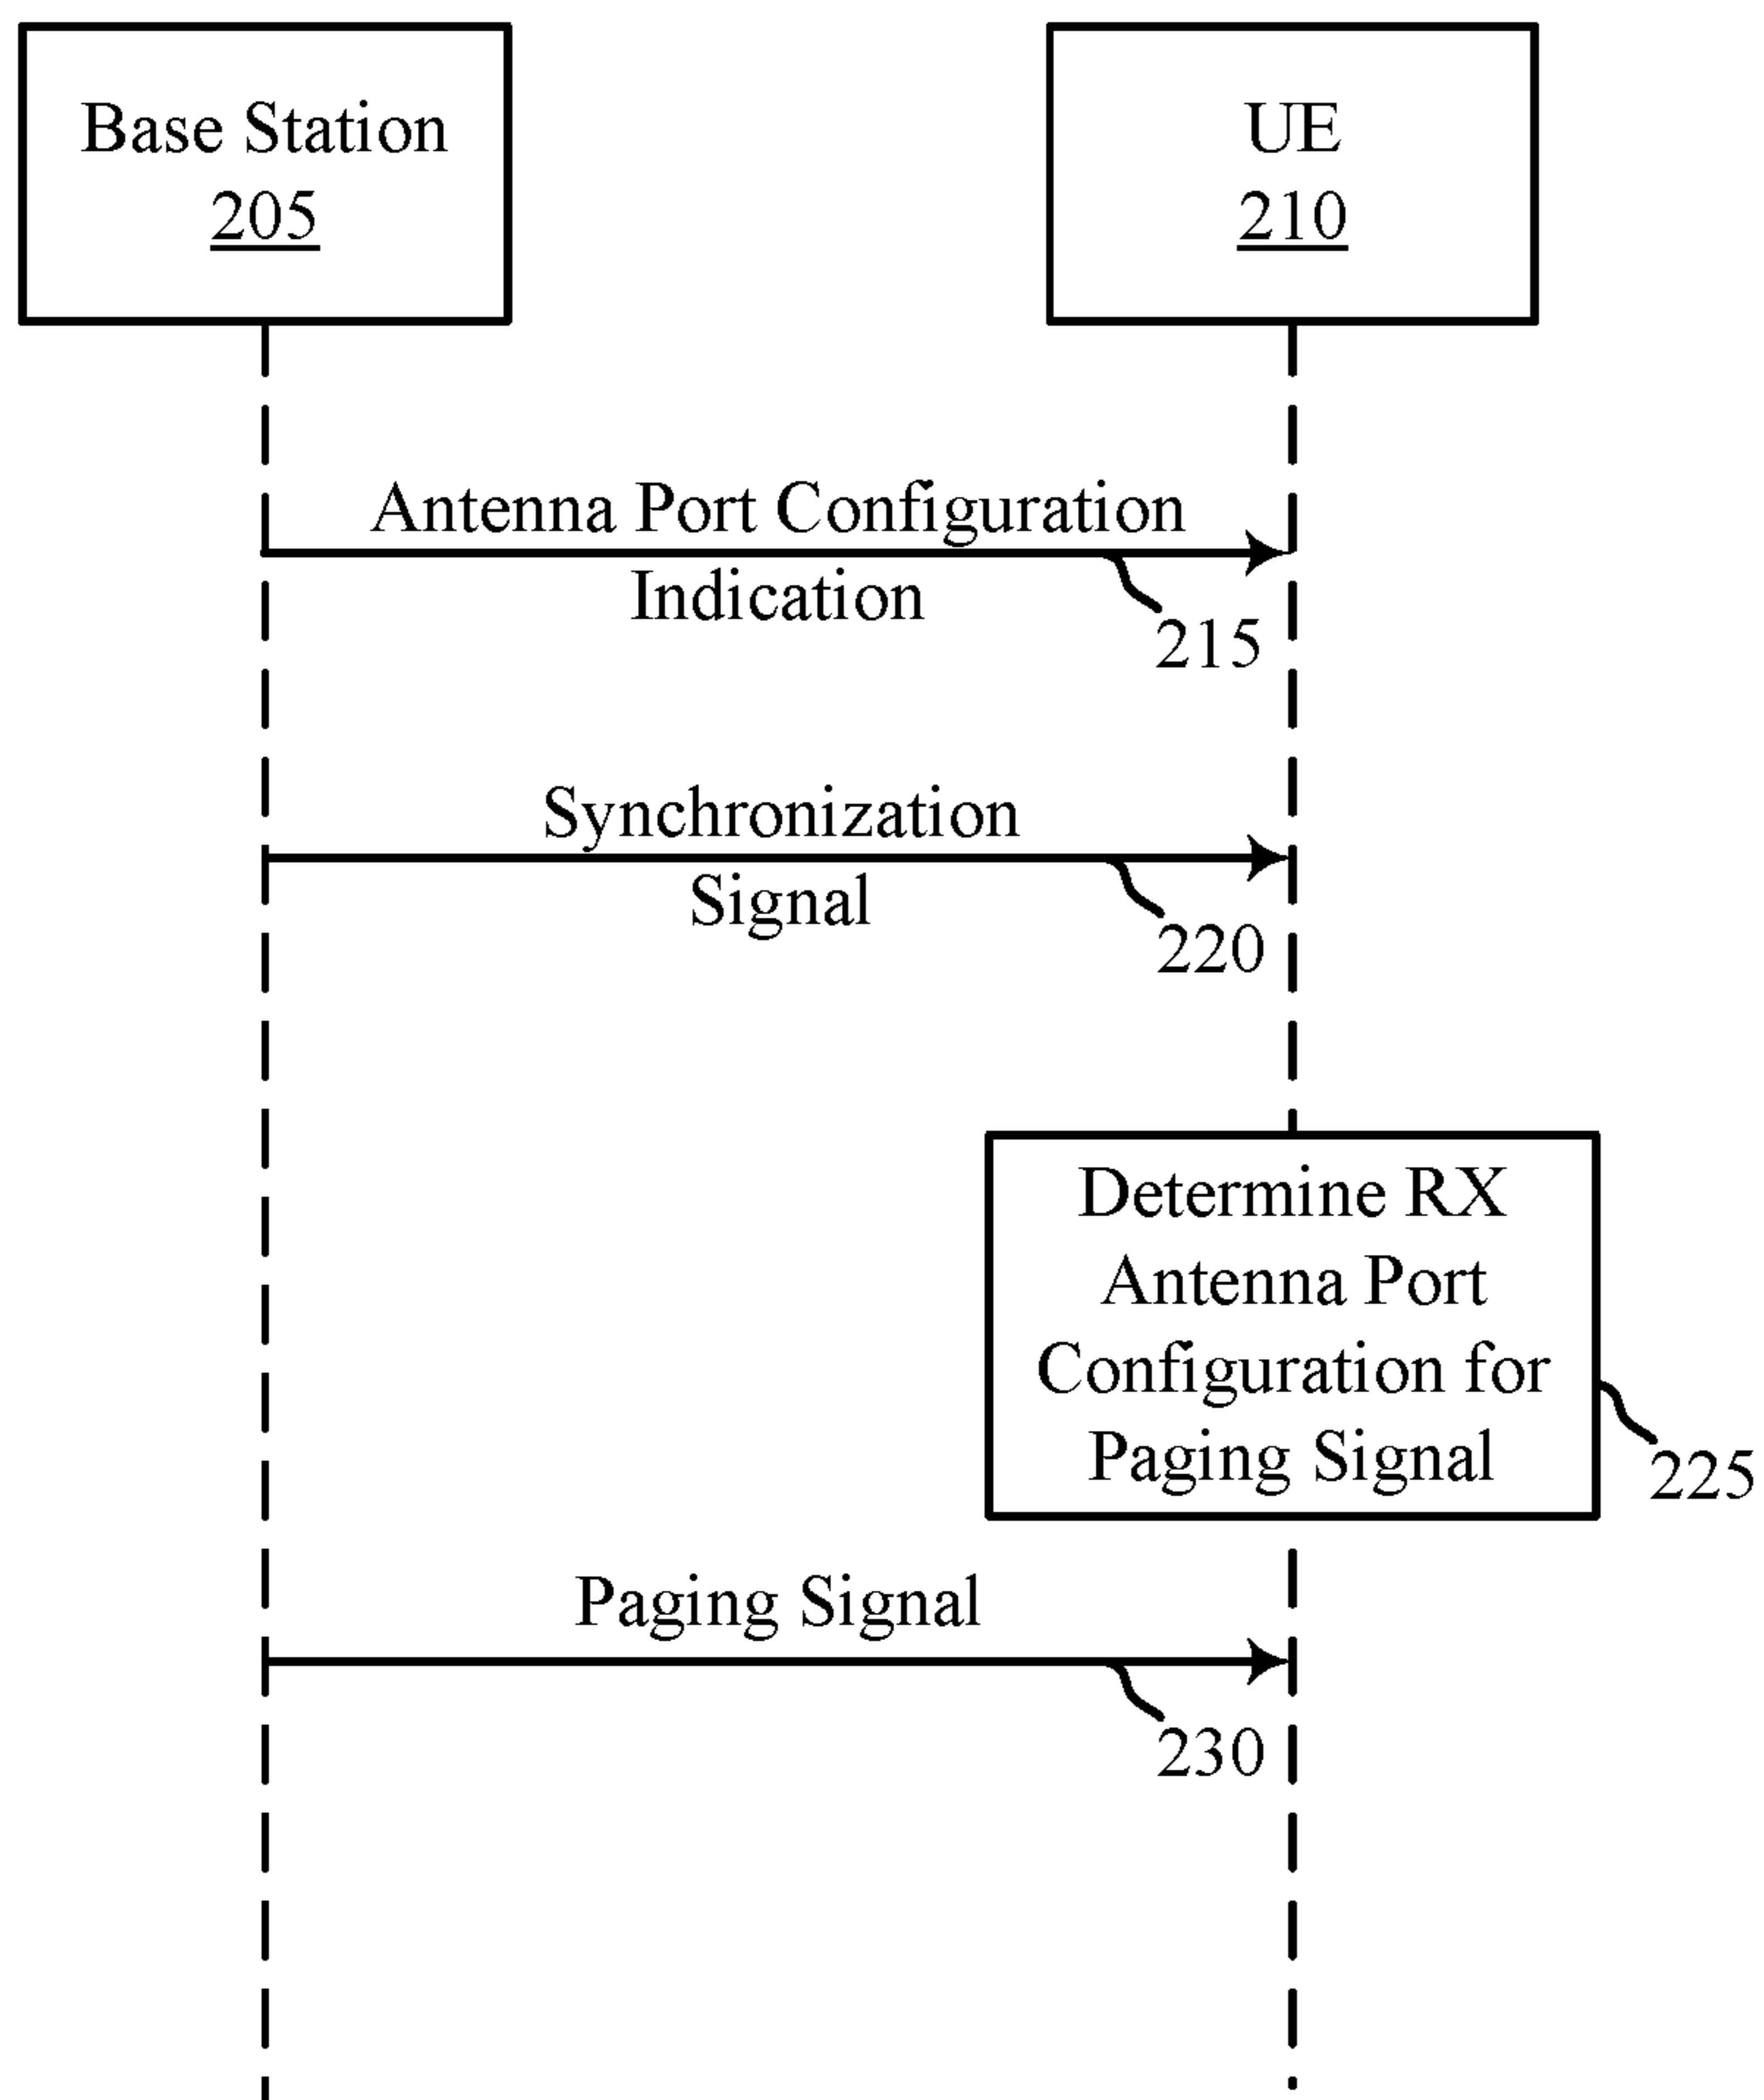 Base Station
205
UE
210
Antenna Port Configuration
Indication
215
Synchronization
Signal
220
Determine RX
Antenna Port
Configuration for
Paging Signal
225
Paging Signal
230